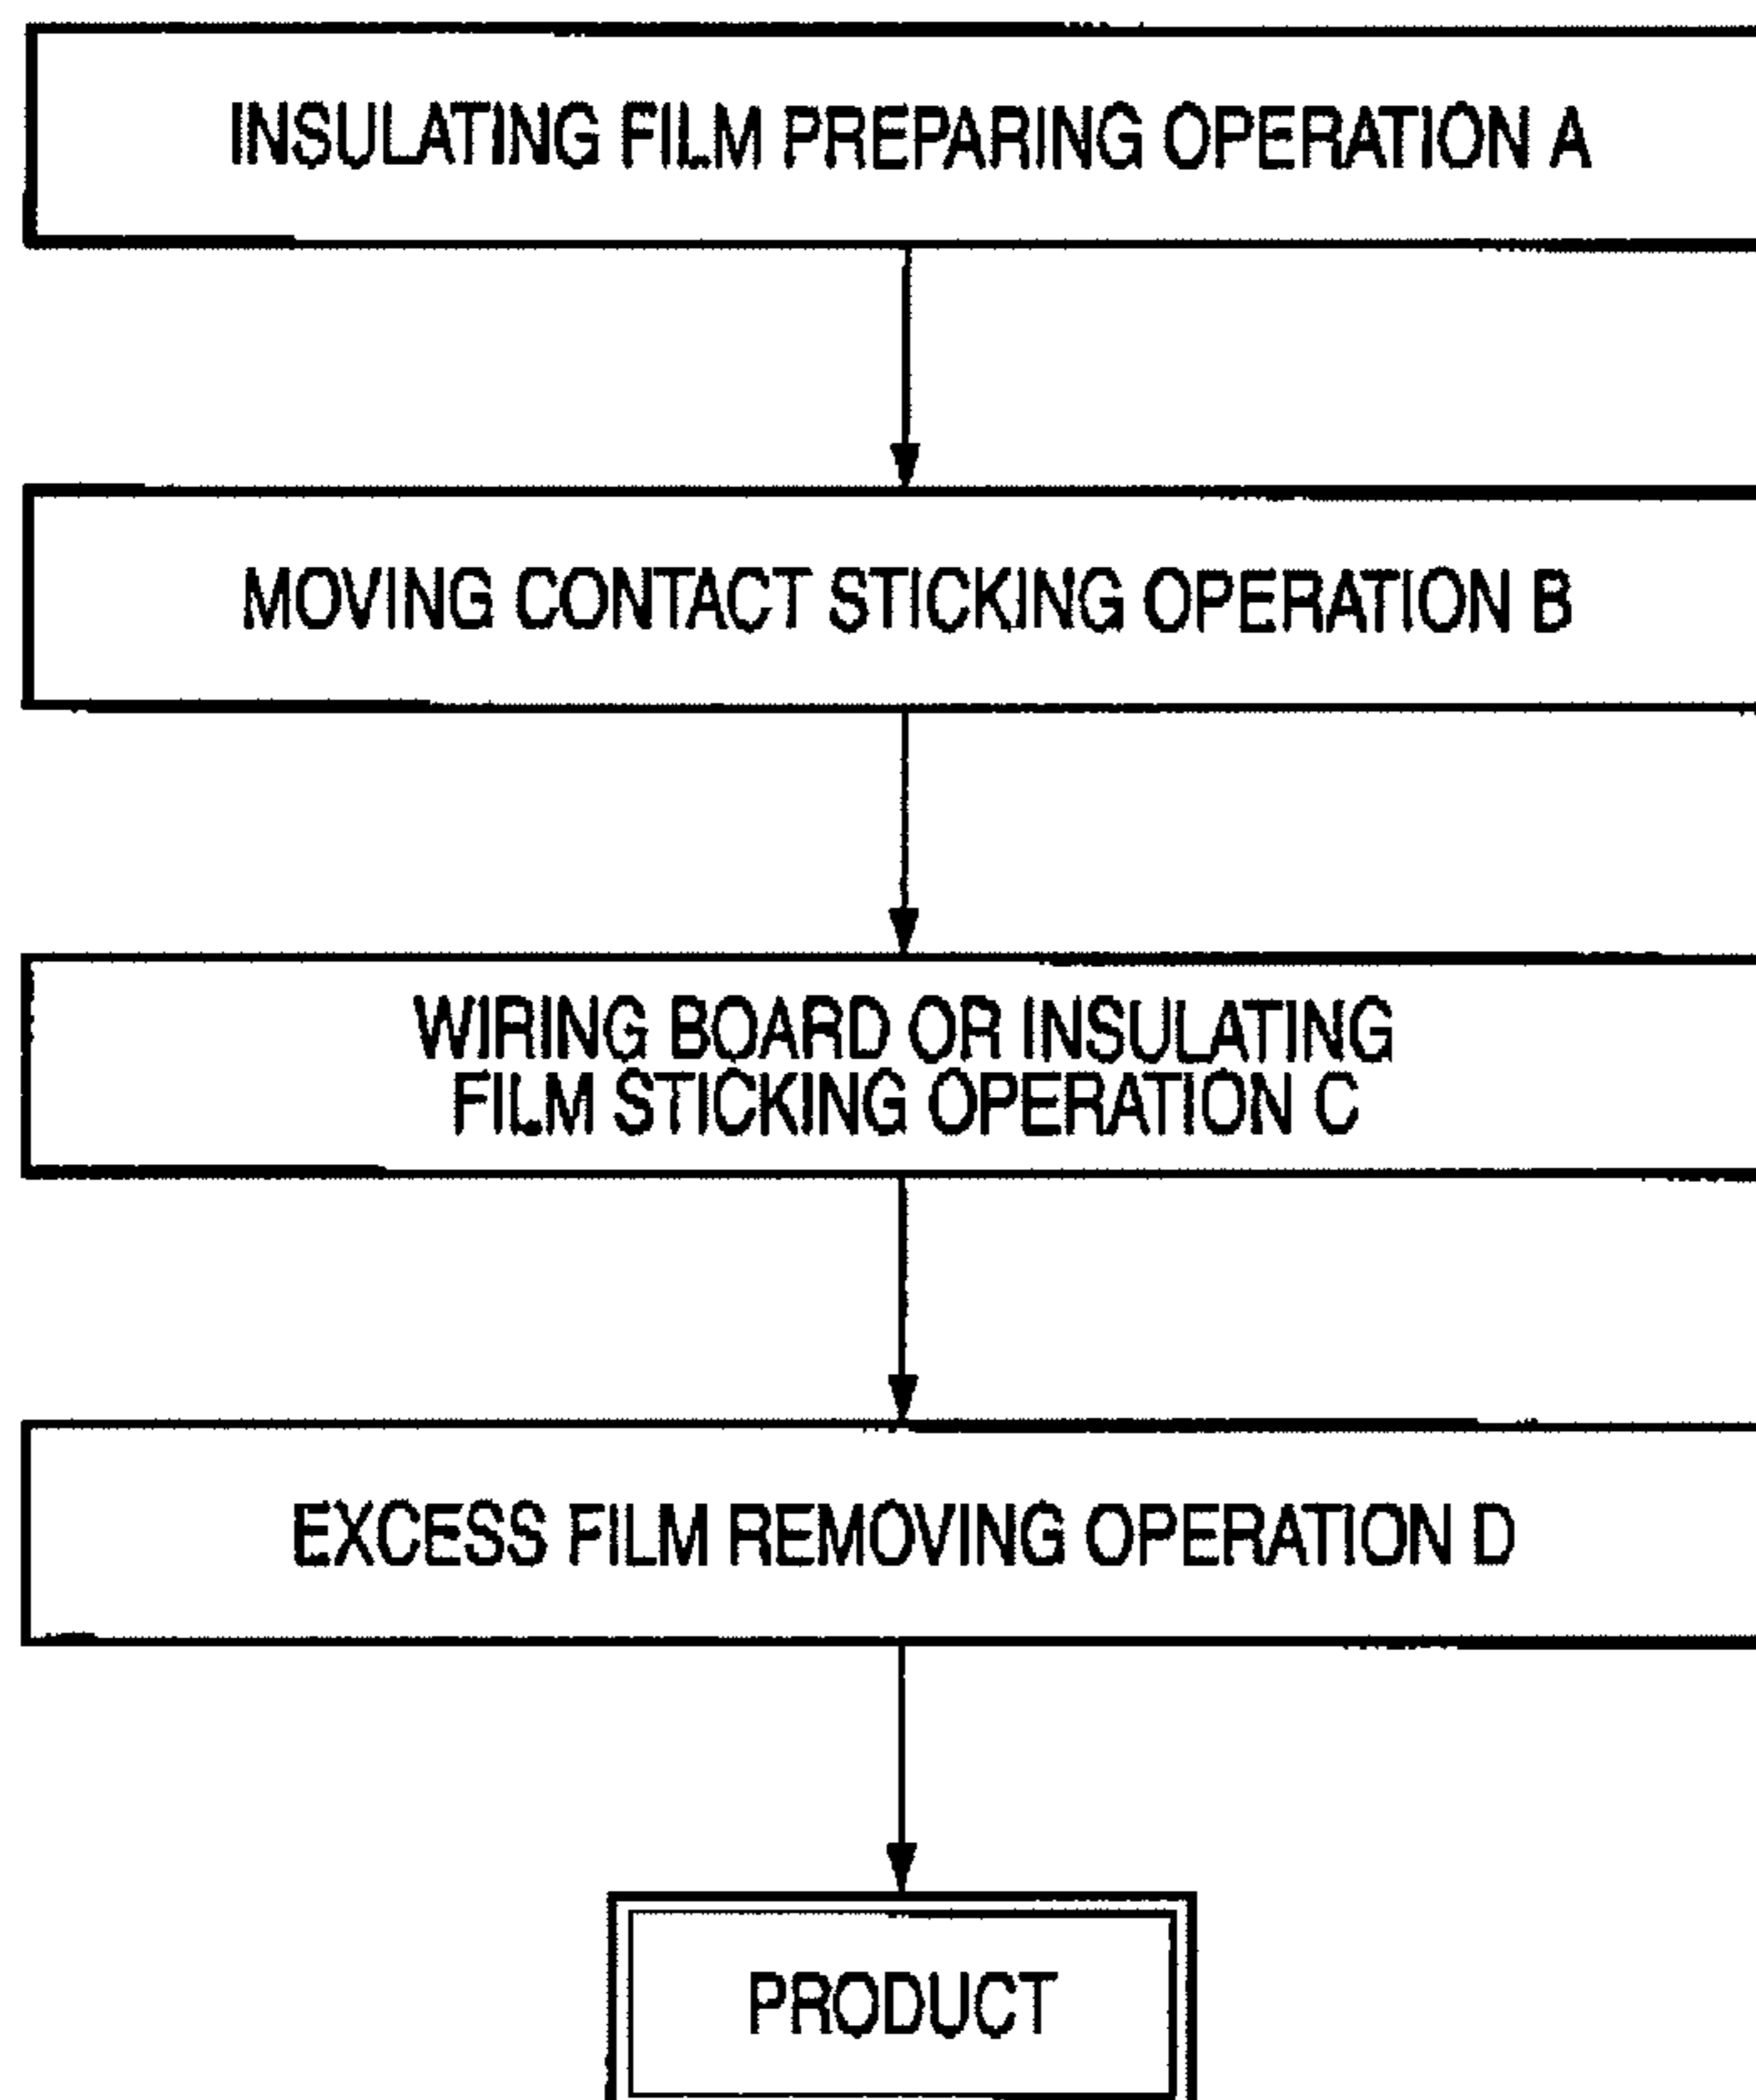 INSULATING FILM PREPARING OPERATION A
MOVING CONTACT STICKING OPERATION B
WIRING BOARD OR INSULATING
FILM STICKING OPERATION C
EXCESS FILM REMOVING OPERATION D
PRODUCT